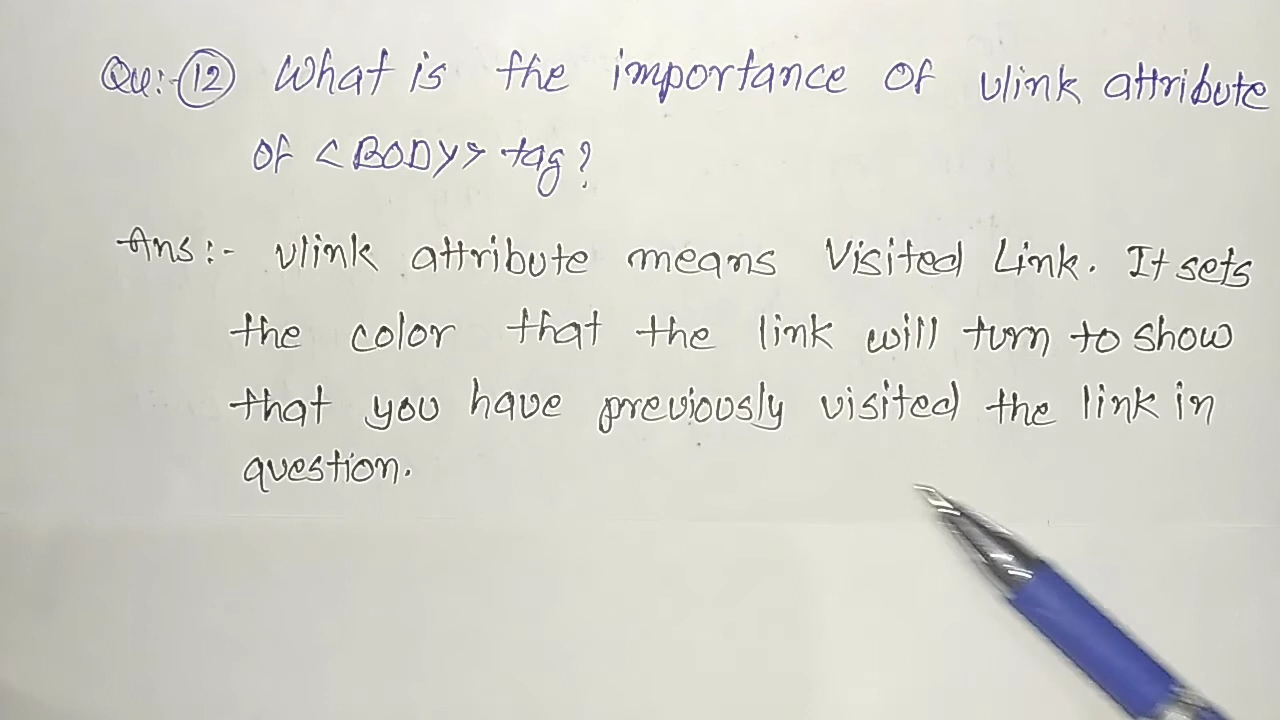 Qu:-12 What is the importance of vlink attribute
of <BODY> tag?
Ans:- vlink attribute means Visited Link. It sets
the color that the link will turn to show
that you have previously visited the link in
question.